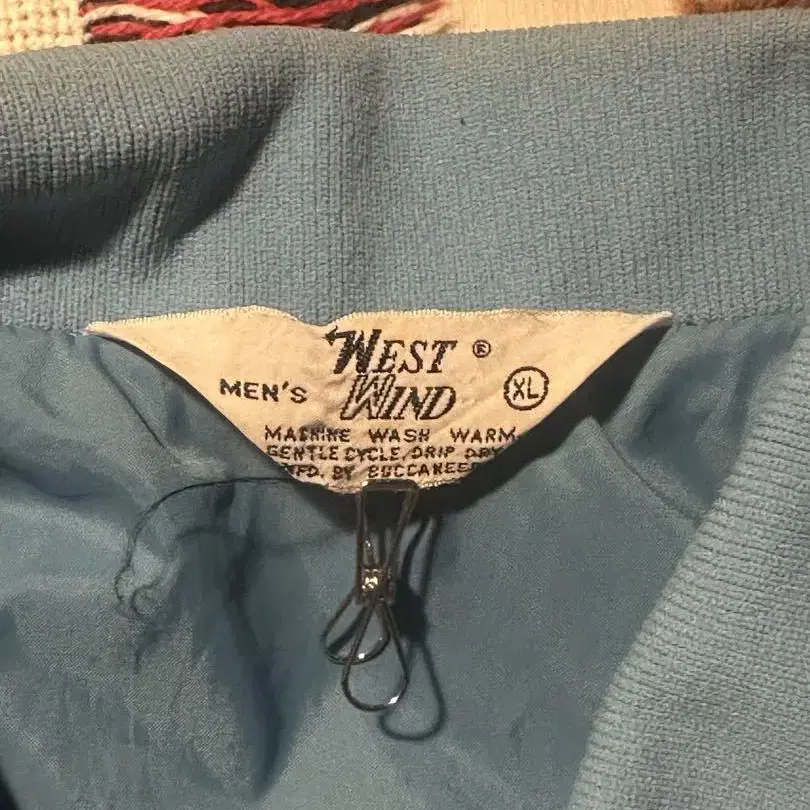 WEST ®
MEN'S WIND XL
MACHINE WASH WARM
GENTLE CYCLE, DRIP DRY
MFD. BY BUCCANEER